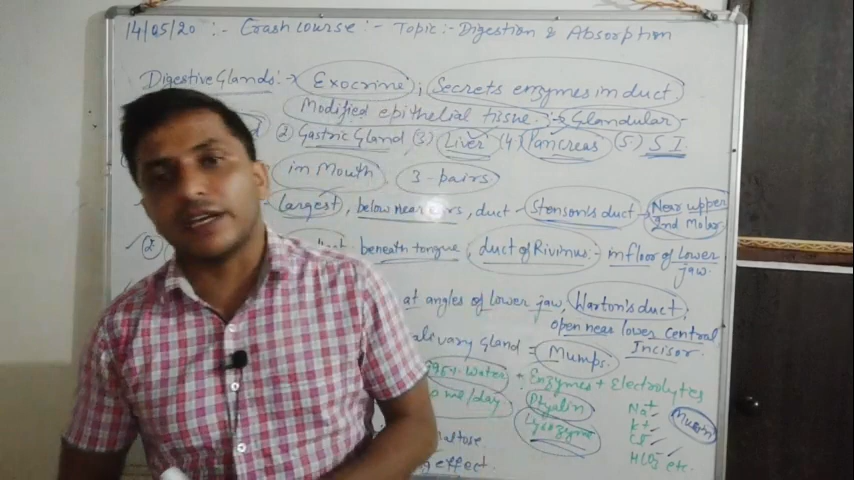 14/05/20 :- Crash course :- Topic :- Digestion & Absorption
Digestive Glands :→ Exocrine ; Secrets enzymes in duct
Modified epithelial tissue. :→ Glandular
② Gastric Gland (3) Liver (4) Pancreas (5) S I
in Mouth 3-pairs
largest, below near ears, duct - Stenson's duct → Near upper 2nd Molar
② beneath tongue, duct of Rivinus - in floor of lower jaw.
at angles of lower jaw, Warton's duct,
open near lower central Incisor.
Gland = Mumps.
Water + Enzymes + Electrolytes
/day Ptyalin Na+ Mucin
Lysozyme K+
Cl-
HCO3 etc.
effect.